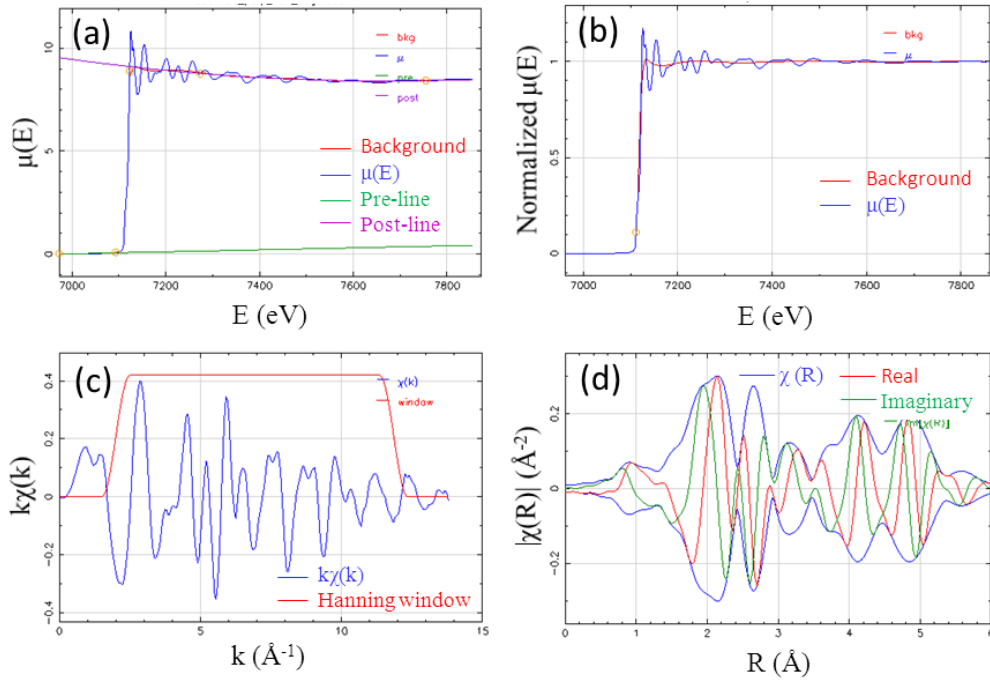 (a)
bkg
μ
pre
post
Background
μ(E)
Pre-line
Post-line
μ(E)
10
5
0
7000 7200 7400 7600 7800
E (eV)
(b)
bkg
μ
Background
μ(E)
Normalized μ(E)
1
0.5
0
7000 7200 7400 7600 7800
E (eV)
(c)
χ(k)
window
kχ(k)
Hanning window
kχ(k)
0.4
0.2
0
−0.2
−0.4
0 5 10 15
k (Å-1)
(d)
χ (R)
Real
Imaginary
[χ(R)]
|χ(R)| (Å-2)
0.2
0
−0.2
0 1 2 3 4 5 6
R (Å)